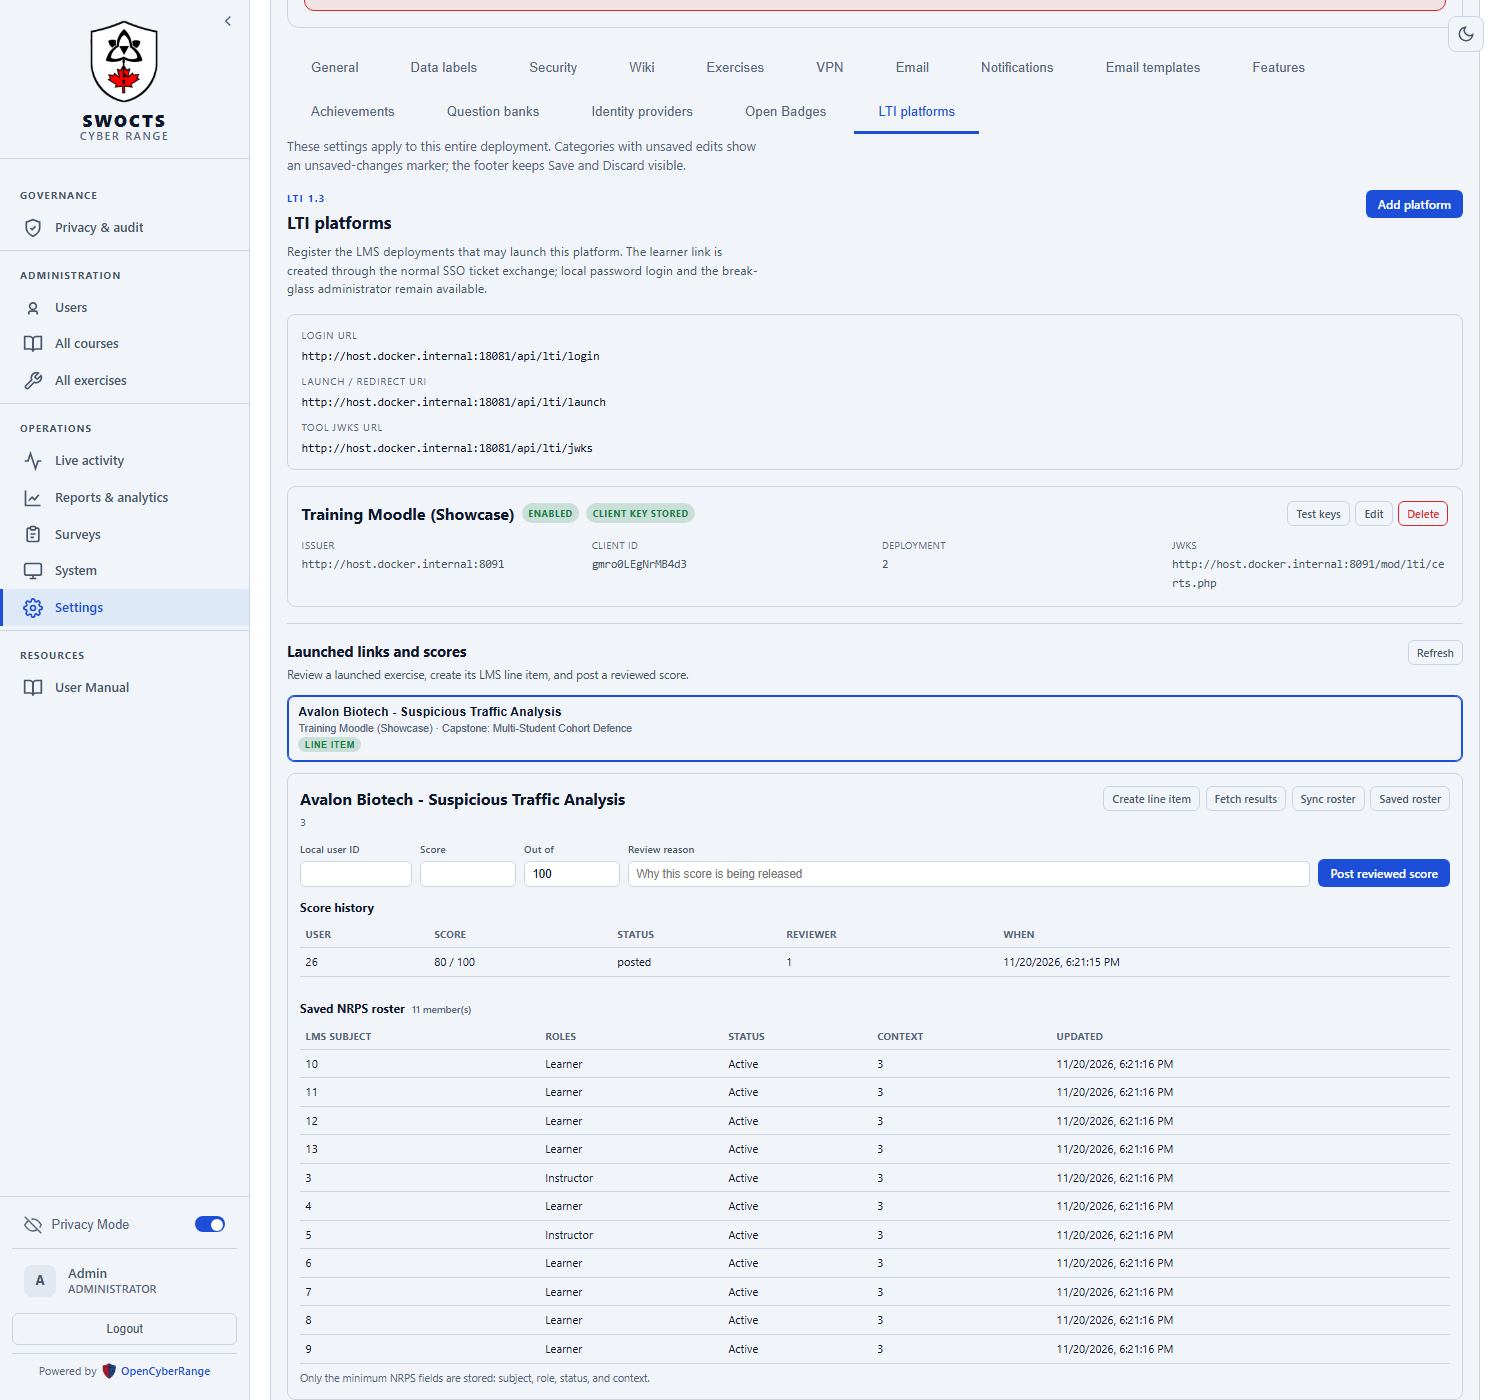 SWOCTS
CYBER RANGE
GOVERNANCE
Privacy & audit
ADMINISTRATION
Users
All courses
All exercises
OPERATIONS
Live activity
Reports & analytics
Surveys
System
Settings
RESOURCES
User Manual
Privacy Mode
A
Admin
ADMINISTRATOR
Logout
Powered by OpenCyberRange
General Data labels Security Wiki Exercises VPN Email Notifications Email templates Features
Achievements Question banks Identity providers Open Badges LTI platforms
These settings apply to this entire deployment. Categories with unsaved edits show
an unsaved-changes marker; the footer keeps Save and Discard visible.
LTI 1.3
LTI platforms
Add platform
Register the LMS deployments that may launch this platform. The learner link is
created through the normal SSO ticket exchange; local password login and the break-
glass administrator remain available.
LOGIN URL
http://host.docker.internal:18081/api/lti/login
LAUNCH / REDIRECT URI
http://host.docker.internal:18081/api/lti/launch
TOOL JWKS URL
http://host.docker.internal:18081/api/lti/jwks
Training Moodle (Showcase) ENABLED CLIENT KEY STORED Test keys Edit Delete
ISSUER CLIENT ID DEPLOYMENT JWKS
http://host.docker.internal:8091 gmro0LEgNrMB4d3 2 http://host.docker.internal:8091/mod/lti/ce
rts.php
Launched links and scores
Refresh
Review a launched exercise, create its LMS line item, and post a reviewed score.
Avalon Biotech - Suspicious Traffic Analysis
Training Moodle (Showcase) · Capstone: Multi-Student Cohort Defence
LINE ITEM
Avalon Biotech - Suspicious Traffic Analysis Create line item Fetch results Sync roster Saved roster
3
Local user ID Score Out of Review reason
100 Why this score is being released Post reviewed score
Score history
USER SCORE STATUS REVIEWER WHEN
26 80 / 100 posted 1 11/20/2026, 6:21:15 PM
Saved NRPS roster 11 member(s)
LMS SUBJECT ROLES STATUS CONTEXT UPDATED
10 Learner Active 3 11/20/2026, 6:21:16 PM
11 Learner Active 3 11/20/2026, 6:21:16 PM
12 Learner Active 3 11/20/2026, 6:21:16 PM
13 Learner Active 3 11/20/2026, 6:21:16 PM
3 Instructor Active 3 11/20/2026, 6:21:16 PM
4 Learner Active 3 11/20/2026, 6:21:16 PM
5 Instructor Active 3 11/20/2026, 6:21:16 PM
6 Learner Active 3 11/20/2026, 6:21:16 PM
7 Learner Active 3 11/20/2026, 6:21:16 PM
8 Learner Active 3 11/20/2026, 6:21:16 PM
9 Learner Active 3 11/20/2026, 6:21:16 PM
Only the minimum NRPS fields are stored: subject, role, status, and context.